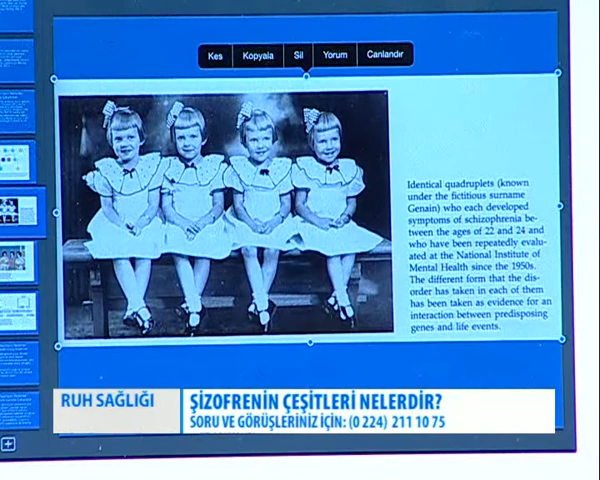 Kes Kopyala Sil Yorum Canlandır
Identical quadruplets (known
under the fictitious surname
Genain) who each developed
symptoms of schizophrenia be-
tween the ages of 22 and 24 and
who have been repeatedly evalu-
ated at the National Institute of
Mental Health since the 1950s.
The different form that the dis-
order has taken in each of them
has been taken as evidence for an
interaction between predisposing
genes and life events.
RUH SAĞLIĞI
ŞİZOFRENİN ÇEŞİTLERİ NELERDİR?
SORU VE GÖRÜŞLERİNİZ İÇİN: (0 224) 211 10 75